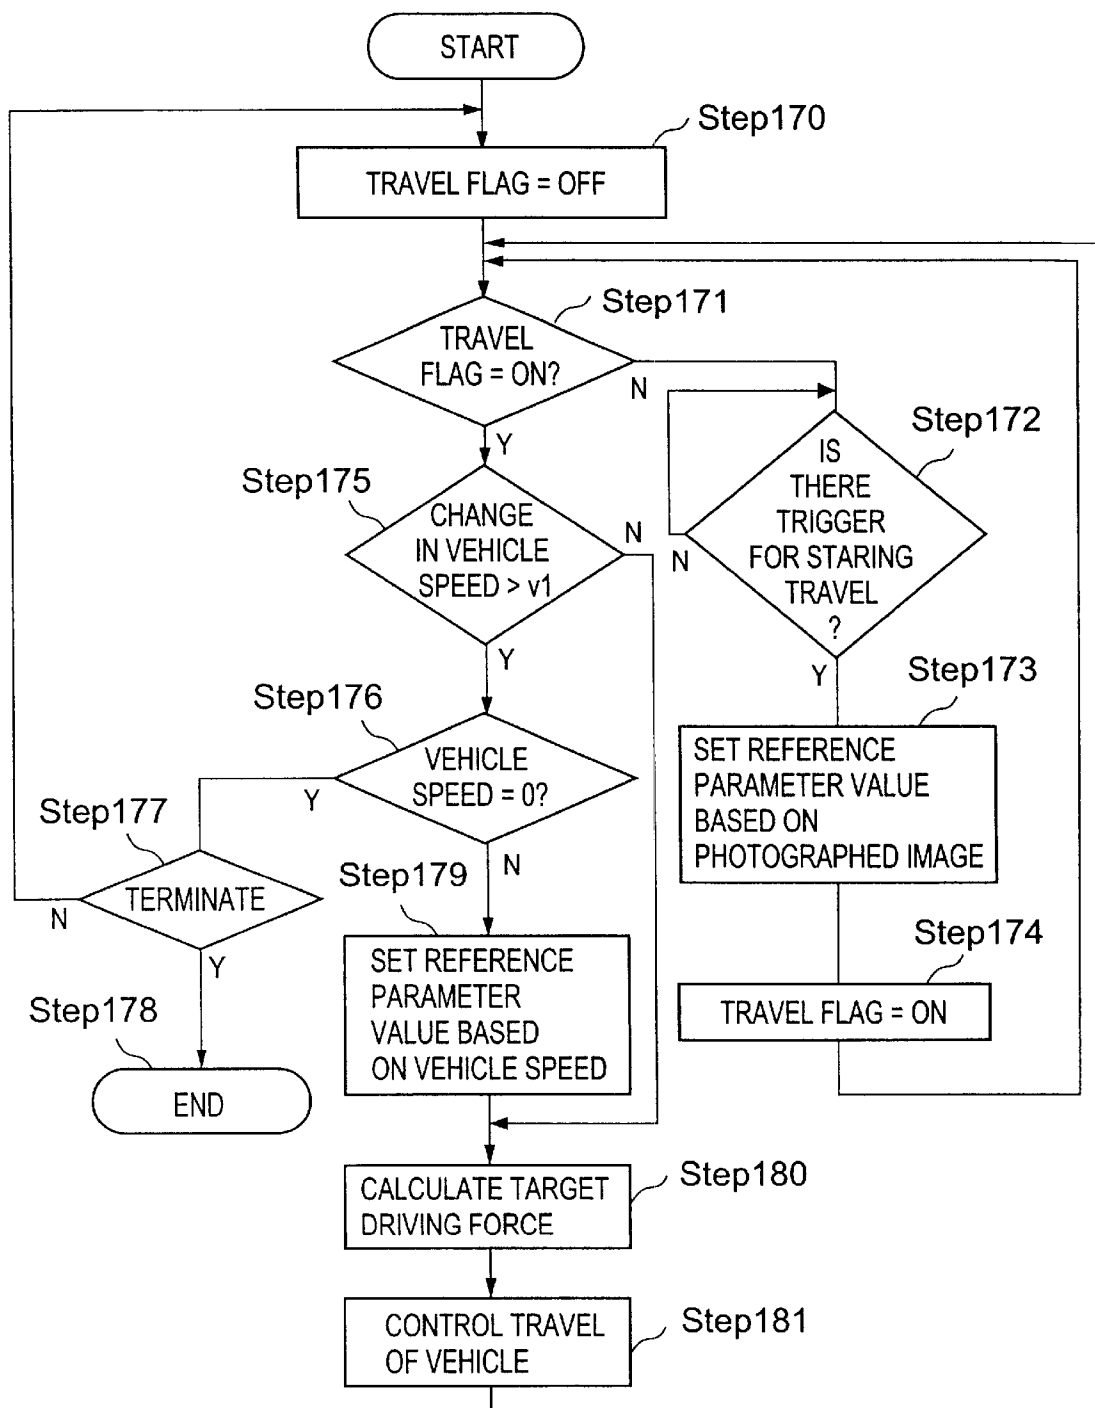 START
Step170
TRAVEL FLAG = OFF
Step171
TRAVEL
FLAG = ON?
N
Y
Step172
IS
THERE
TRIGGER
FOR STARING
TRAVEL
?
N
Y
Step175
CHANGE
IN VEHICLE
SPEED > v1
N
Y
Step173
SET REFERENCE
PARAMETER VALUE
BASED ON
PHOTOGRAPHED IMAGE
Step176
VEHICLE
SPEED = 0?
Y
N
Step177
TERMINATE
N
Y
Step174
TRAVEL FLAG = ON
Step179
SET REFERENCE
PARAMETER
VALUE BASED
ON VEHICLE SPEED
Step178
END
Step180
CALCULATE TARGET
DRIVING FORCE
Step181
CONTROL TRAVEL
OF VEHICLE